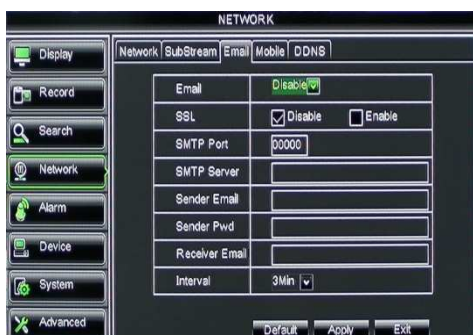 NETWORK
Display
Record
Search
Network
Alarm
Device
System
Advanced
Network SubStream Email Mobile DDNS
Email Disable
SSL Disable Enable
SMTP Port 00000
SMTP Server
Sender Email
Sender Pwd
Receiver Email
Interval 3Min
Default Apply Exit